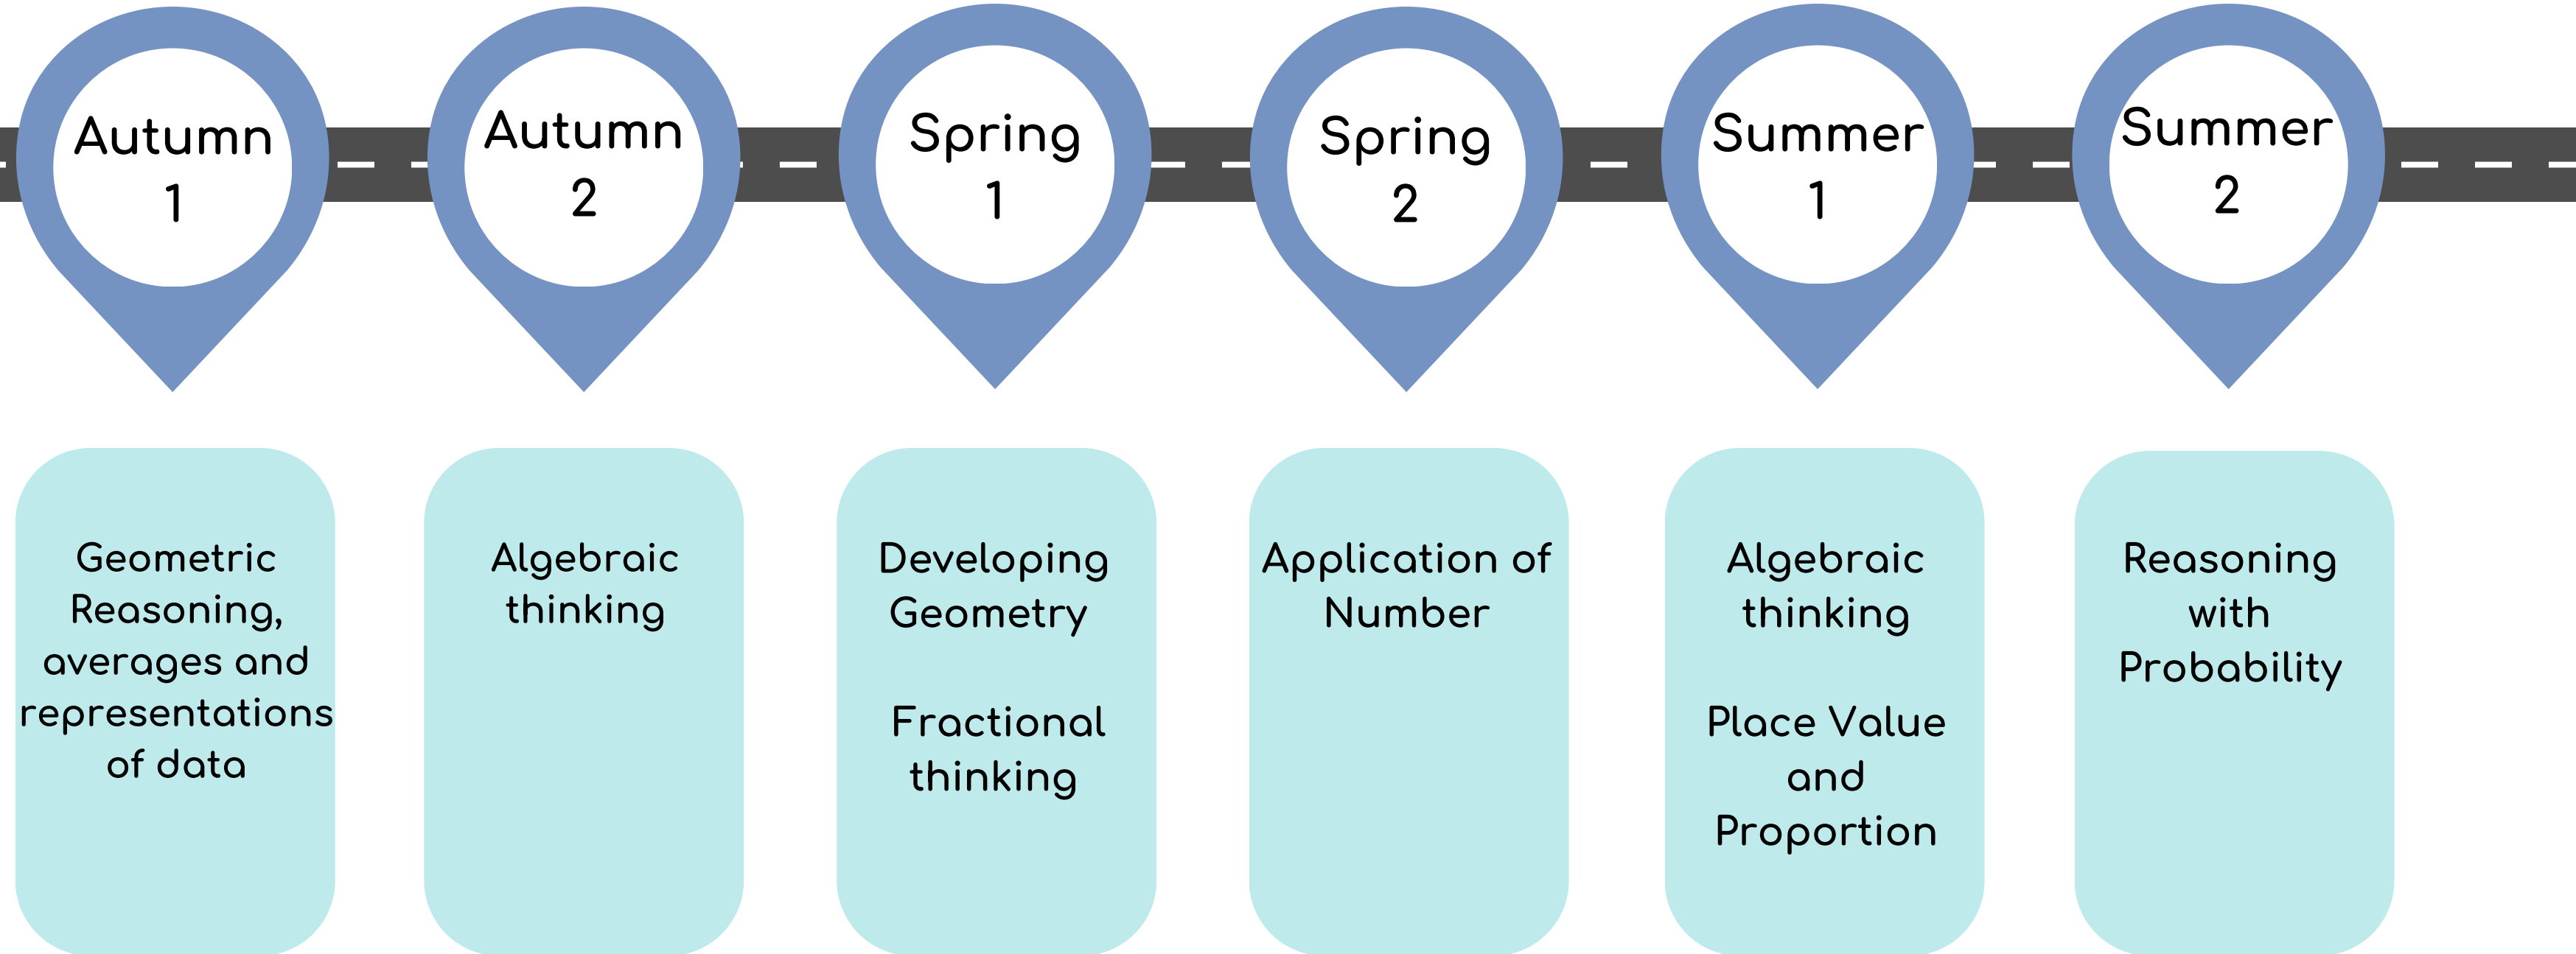 Autumn
1
Autumn
2
Spring
1
Spring
2
Summer
1
Summer
2
Geometric
Reasoning,
averages and
representations
of data
Algebraic
thinking
Developing
Geometry
Fractional
thinking
Application of
Number
Algebraic
thinking
Place Value
and
Proportion
Reasoning
with
Probability